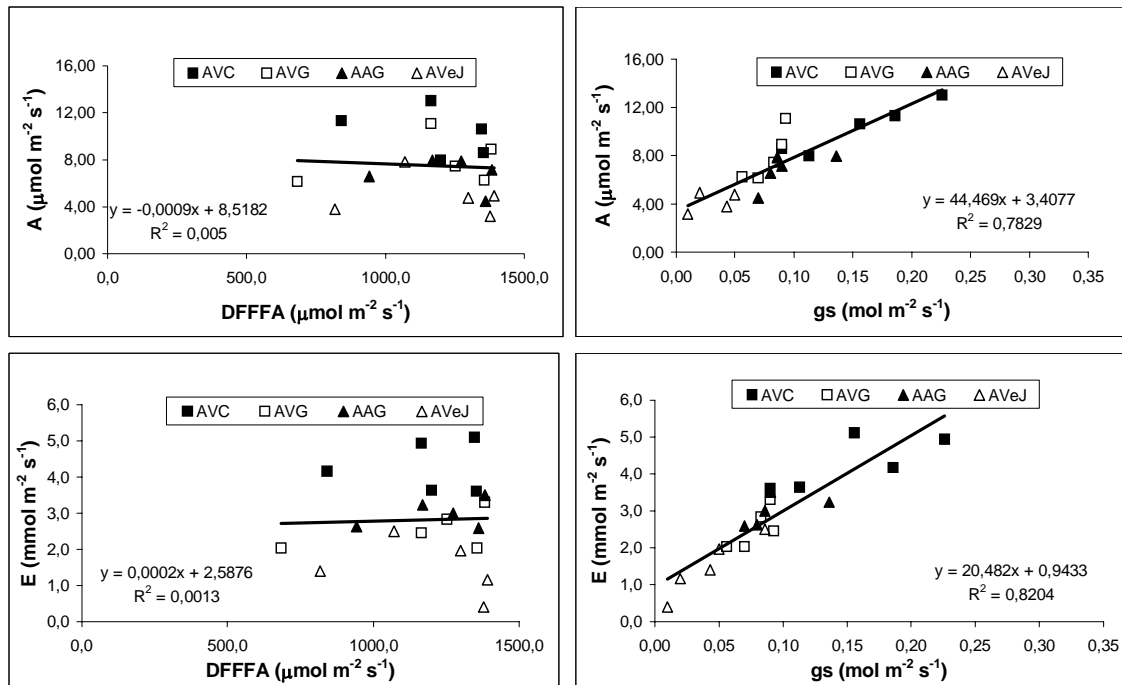 AVC AVG AAG AVeJ
16,00
12,00
8,00
4,00
0,00
A (μmol m-2 s-1)
y = -0,0009x + 8,5182
R2 = 0,005
0,0 500,0 1000,0 1500,0
DFFFA (μmol m-2 s-1)
AVC AVG AAG AVeJ
16,00
12,00
8,00
4,00
0,00
A (μmol m-2 s-1)
y = 44,469x + 3,4077
R2 = 0,7829
0,00 0,05 0,10 0,15 0,20 0,25 0,30 0,35
gs (mol m-2 s-1)
AVC AVG AAG AVeJ
6,0
5,0
4,0
3,0
2,0
1,0
0,0
E (mmol m-2 s-1)
y = 0,0002x + 2,5876
R2 = 0,0013
0,0 500,0 1000,0 1500,0
DFFFA (μmol m-2 s-1)
AVC AVG AAG AVeJ
6,0
5,0
4,0
3,0
2,0
1,0
0,0
E (mmol m-2 s-1)
y = 20,482x + 0,9433
R2 = 0,8204
0,00 0,05 0,10 0,15 0,20 0,25 0,30 0,35
gs (mol m-2 s-1)